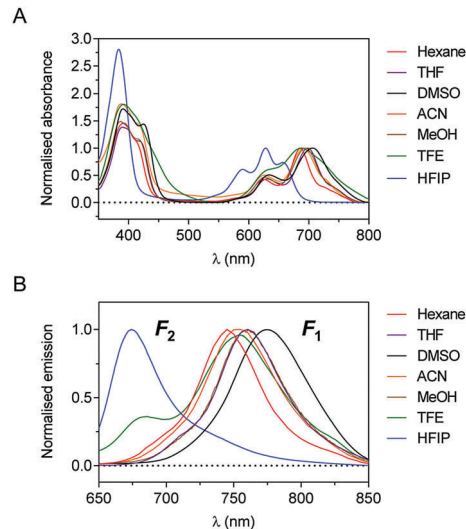 A
Normalised absorbance
3.0
2.5
2.0
1.5
1.0
0.5
0.0
400
500
600
700
800
λ (nm)
Hexane
THF
DMSO
ACN
MeOH
TFE
HFIP
B
Normalised emission
1.0
0.5
0.0
F2
F1
650
700
750
800
850
λ (nm)
Hexane
THF
DMSO
ACN
MeOH
TFE
HFIP